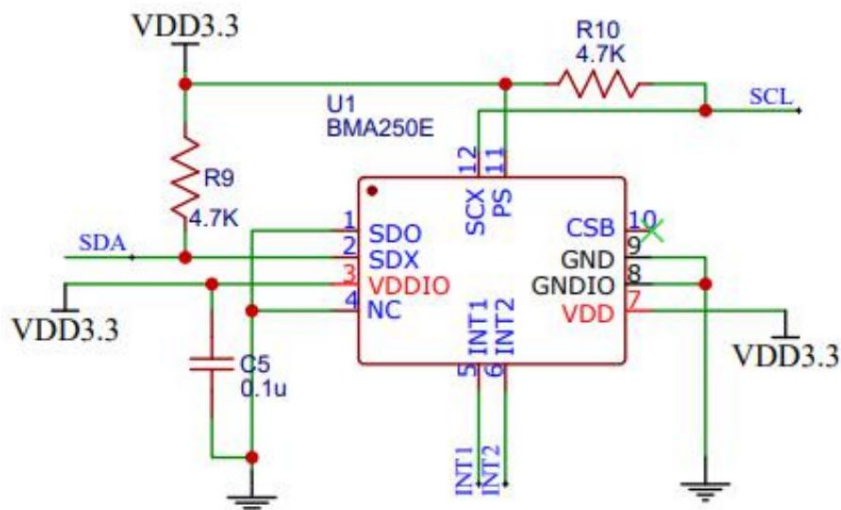 VDD3.3
R10
4.7K
SCL
U1
BMA250E
R9
4.7K
12
11
SCX
PS
1
SDO
CSB
10
SDA
2
SDX
GND
9
3
VDDIO
GNDIO
8
4
NC
VDD
7
VDD3.3
INT1
INT2
VDD3.3
C5
0.1u
5
6
INT1
INT2